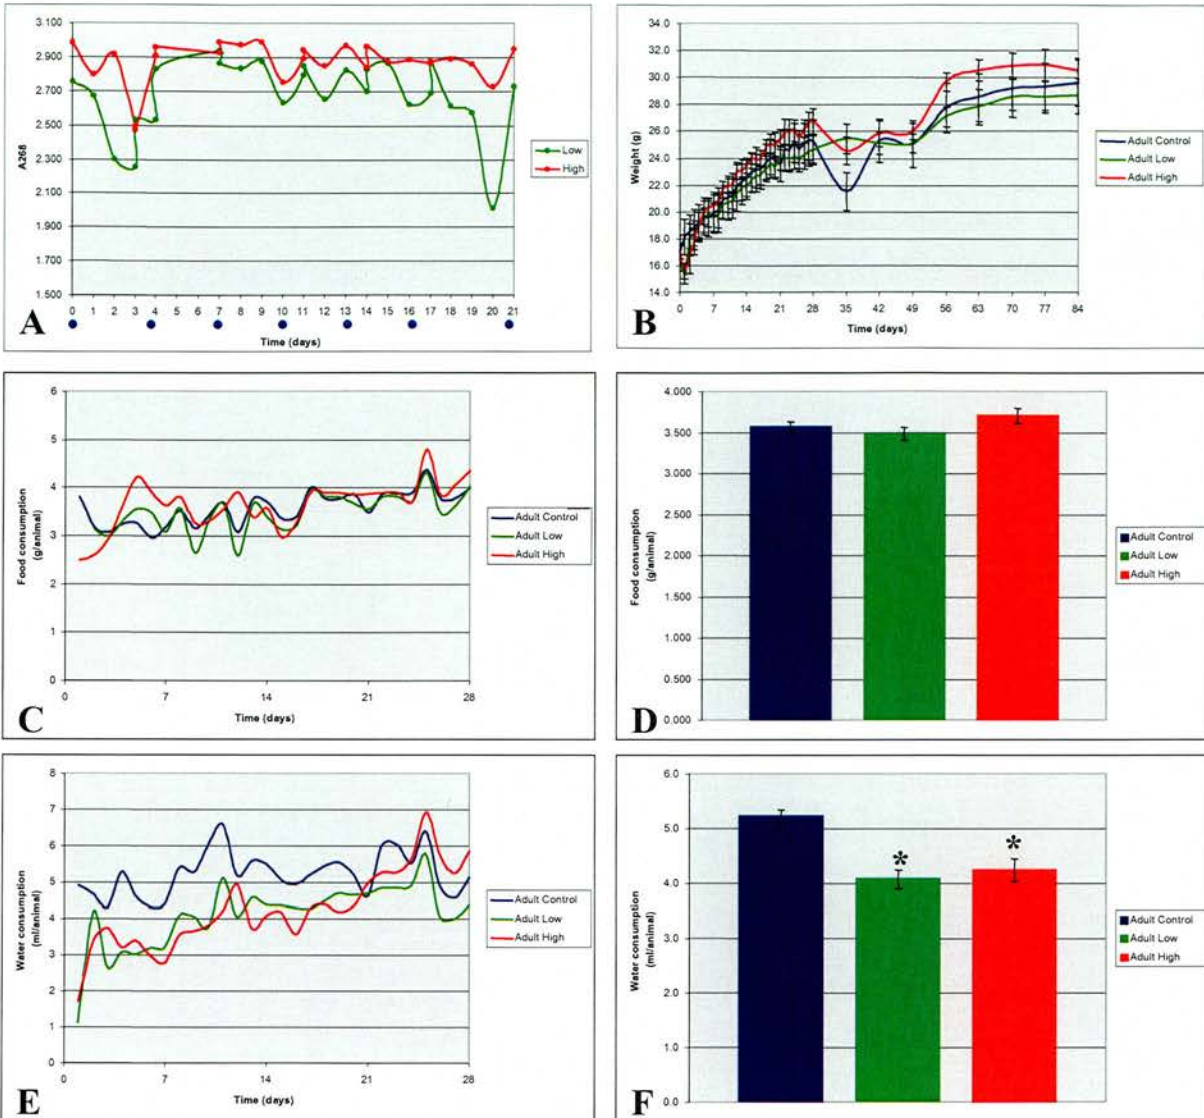 3.100
2.900
2.700
2.500
2.300
2.100
1.900
1.700
1.500
A268
0 1 2 3 4 5 6 7 8 9 10 11 12 13 14 15 16 17 18 19 20 21
Time (days)
Low
High
A
34.0
32.0
30.0
28.0
26.0
24.0
22.0
20.0
18.0
16.0
14.0
Weight (g)
0 7 14 21 28 35 42 49 56 63 70 77 84
Time (days)
Adult Control
Adult Low
Adult High
B
6
5
4
3
2
1
0
Food consumption
(g/animal)
0 7 14 21 28
Time (days)
Adult Control
Adult Low
Adult High
C
4.000
3.500
3.000
2.500
2.000
1.500
1.000
0.500
0.000
Food consumption
(g/animal)
Adult Control
Adult Low
Adult High
D
8
7
6
5
4
3
2
1
0
Water consumption
(ml/animal)
0 7 14 21 28
Time (days)
Adult Control
Adult Low
Adult High
E
6.0
5.0
4.0
3.0
2.0
1.0
0.0
Water consumption
(ml/animal)
* *
Adult Control
Adult Low
Adult High
F